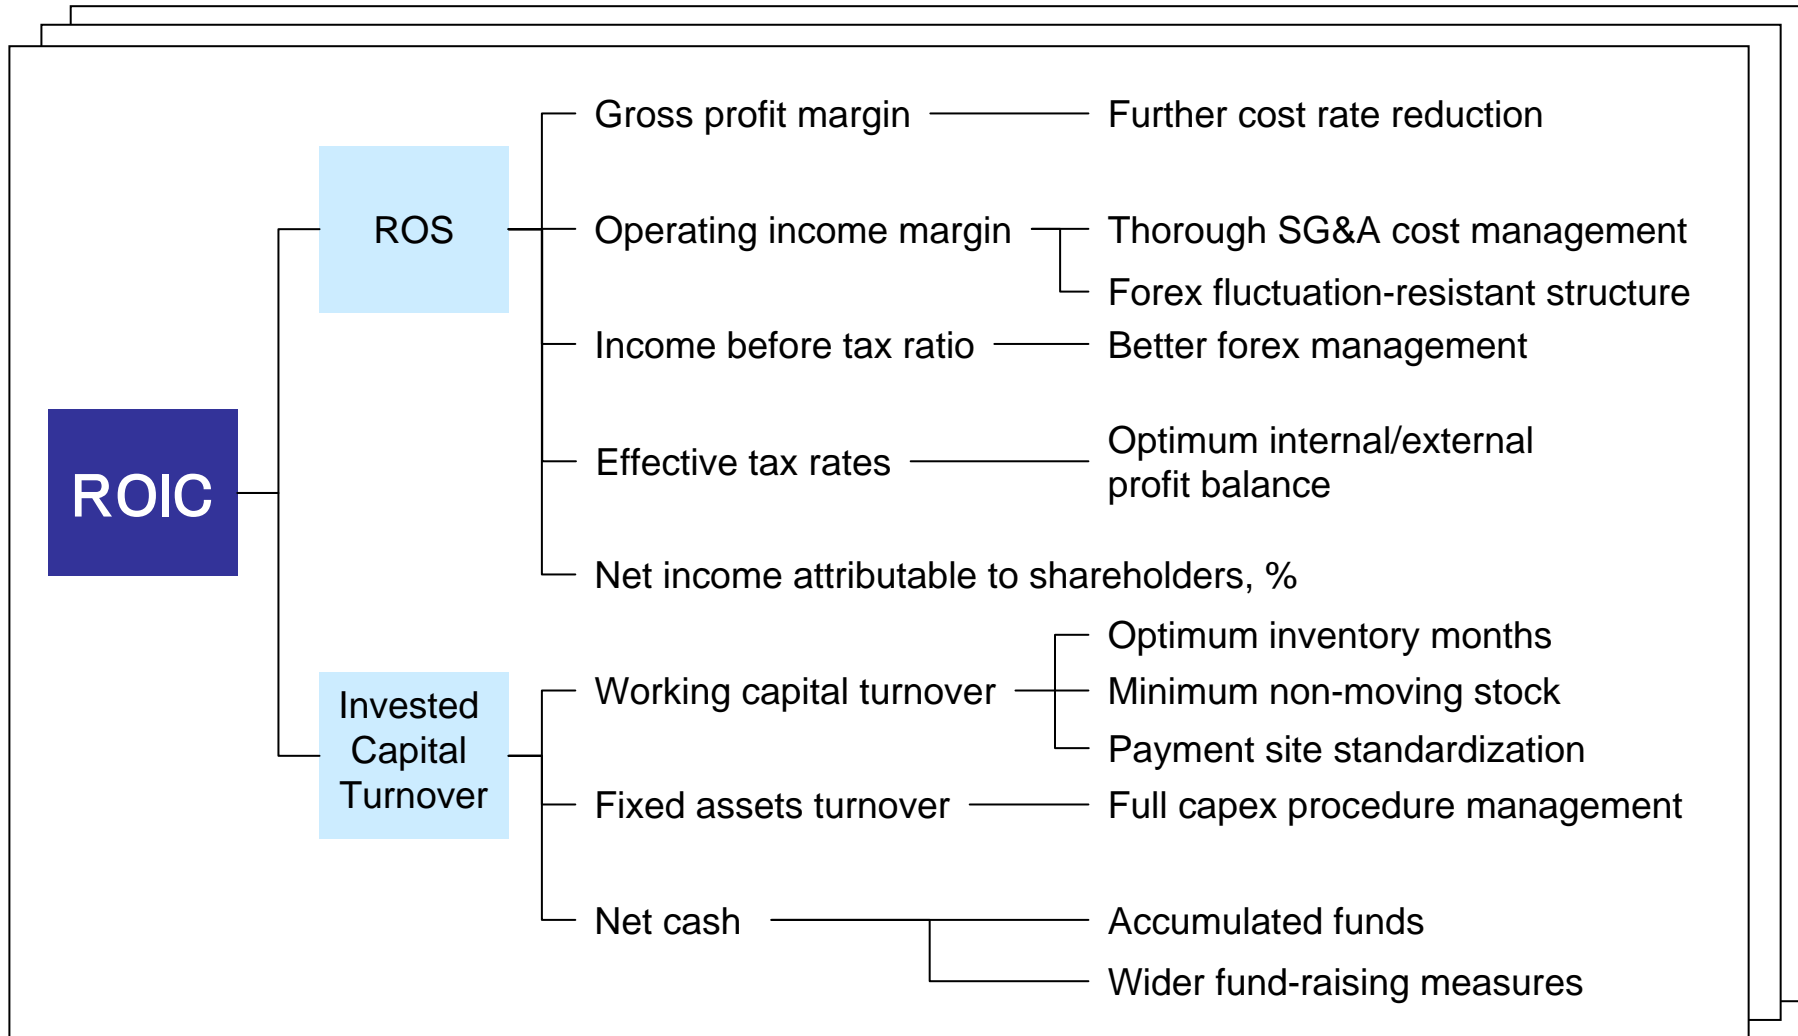 Gross profit margin
Further cost rate reduction
ROS
Operating income margin
Thorough SG&A cost management
Forex fluctuation-resistant structure
Income before tax ratio
Better forex management
ROIC
Effective tax rates
Optimum internal/external
profit balance
Net income attributable to shareholders, %
Invested
Capital
Turnover
Working capital turnover
Optimum inventory months
Minimum non-moving stock
Payment site standardization
Fixed assets turnover
Full capex procedure management
Net cash
Accumulated funds
Wider fund-raising measures